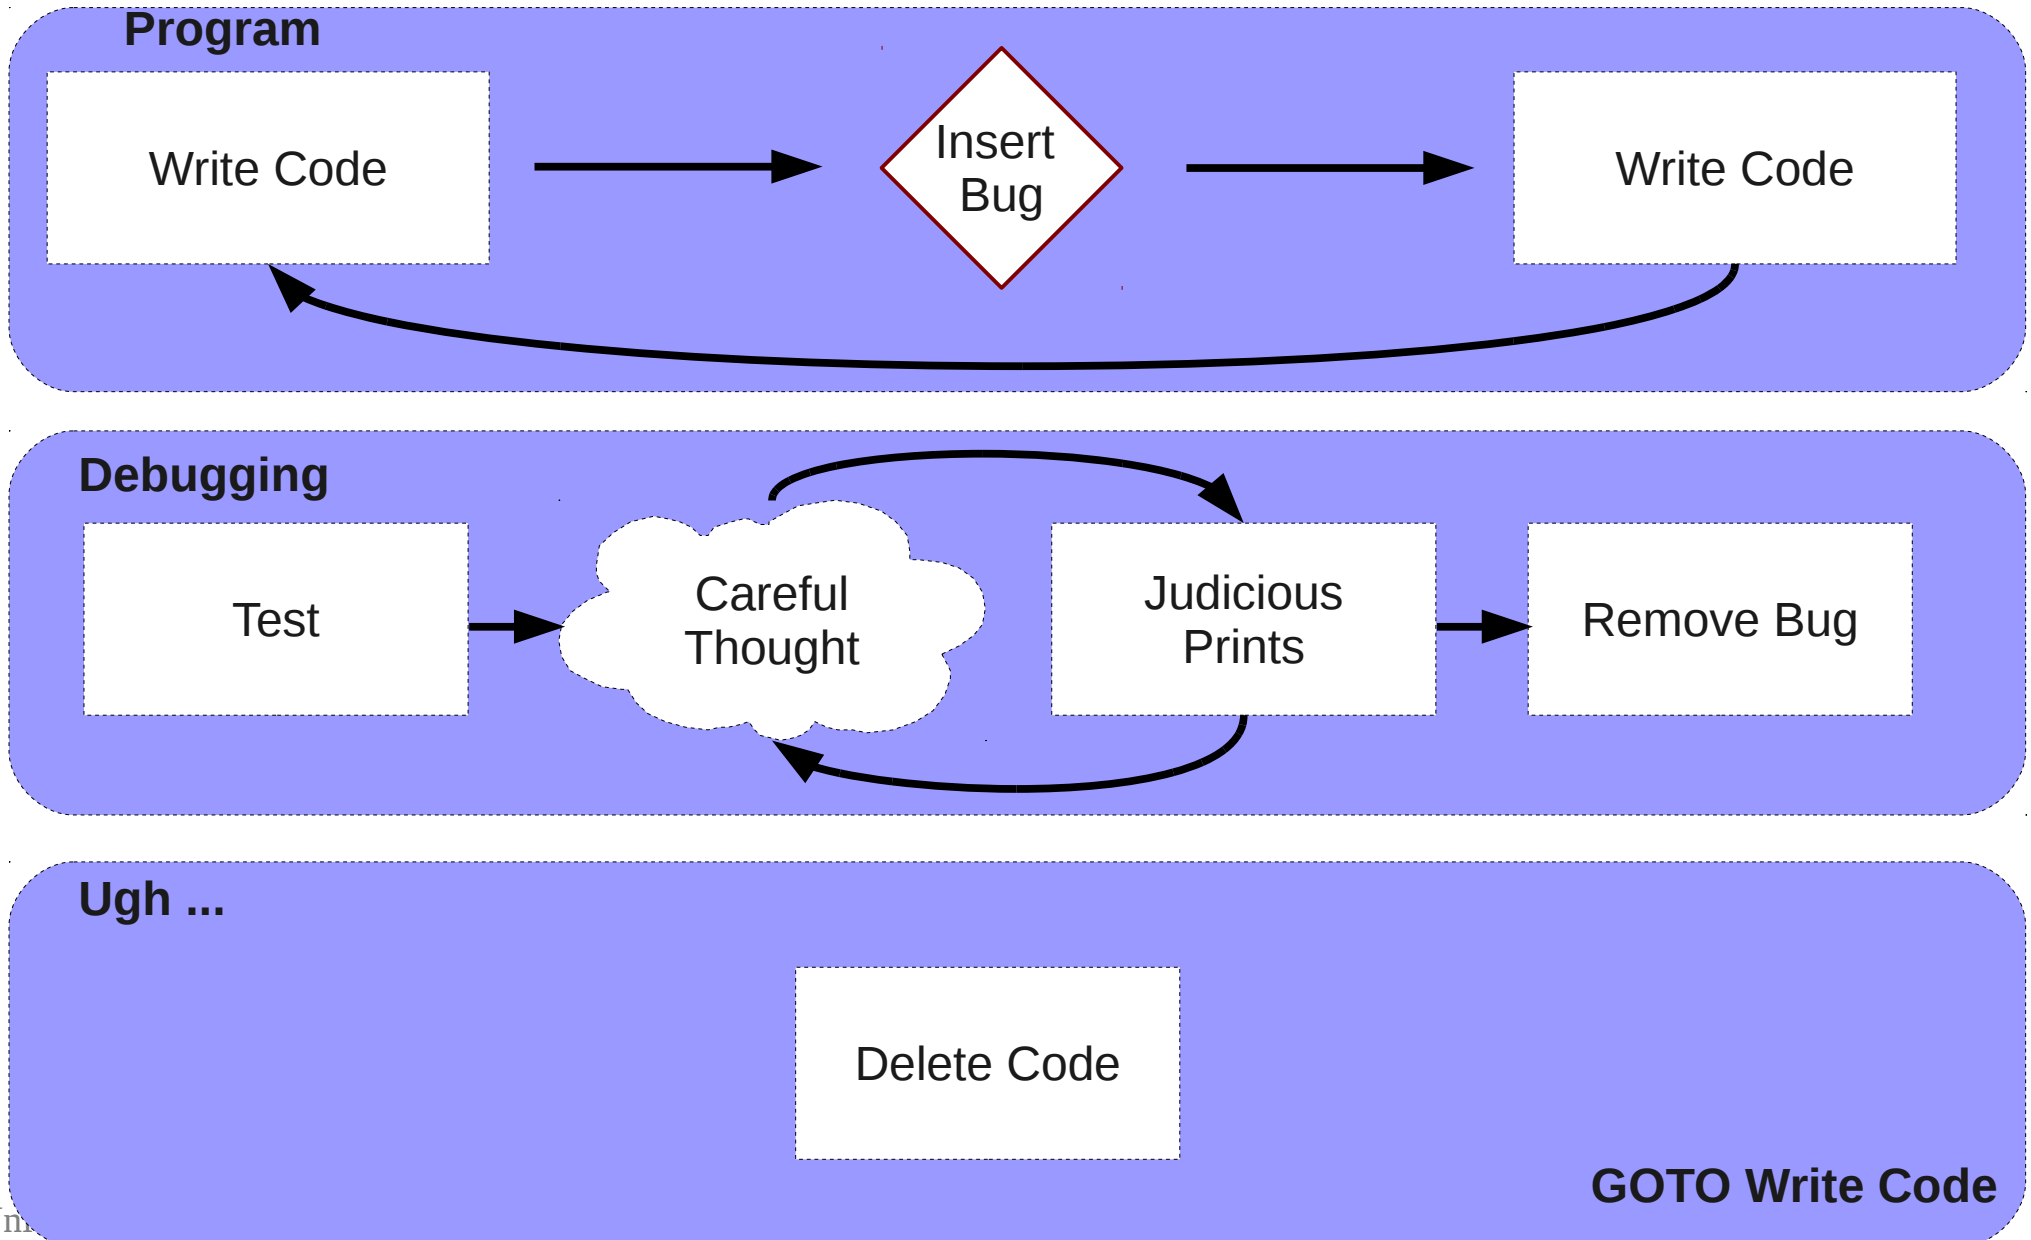 Program
Write Code
Insert
Bug
Write Code
Debugging
Test
Careful
Thought
Judicious
Prints
Remove Bug
Ugh ...
Delete Code
GOTO Write Code